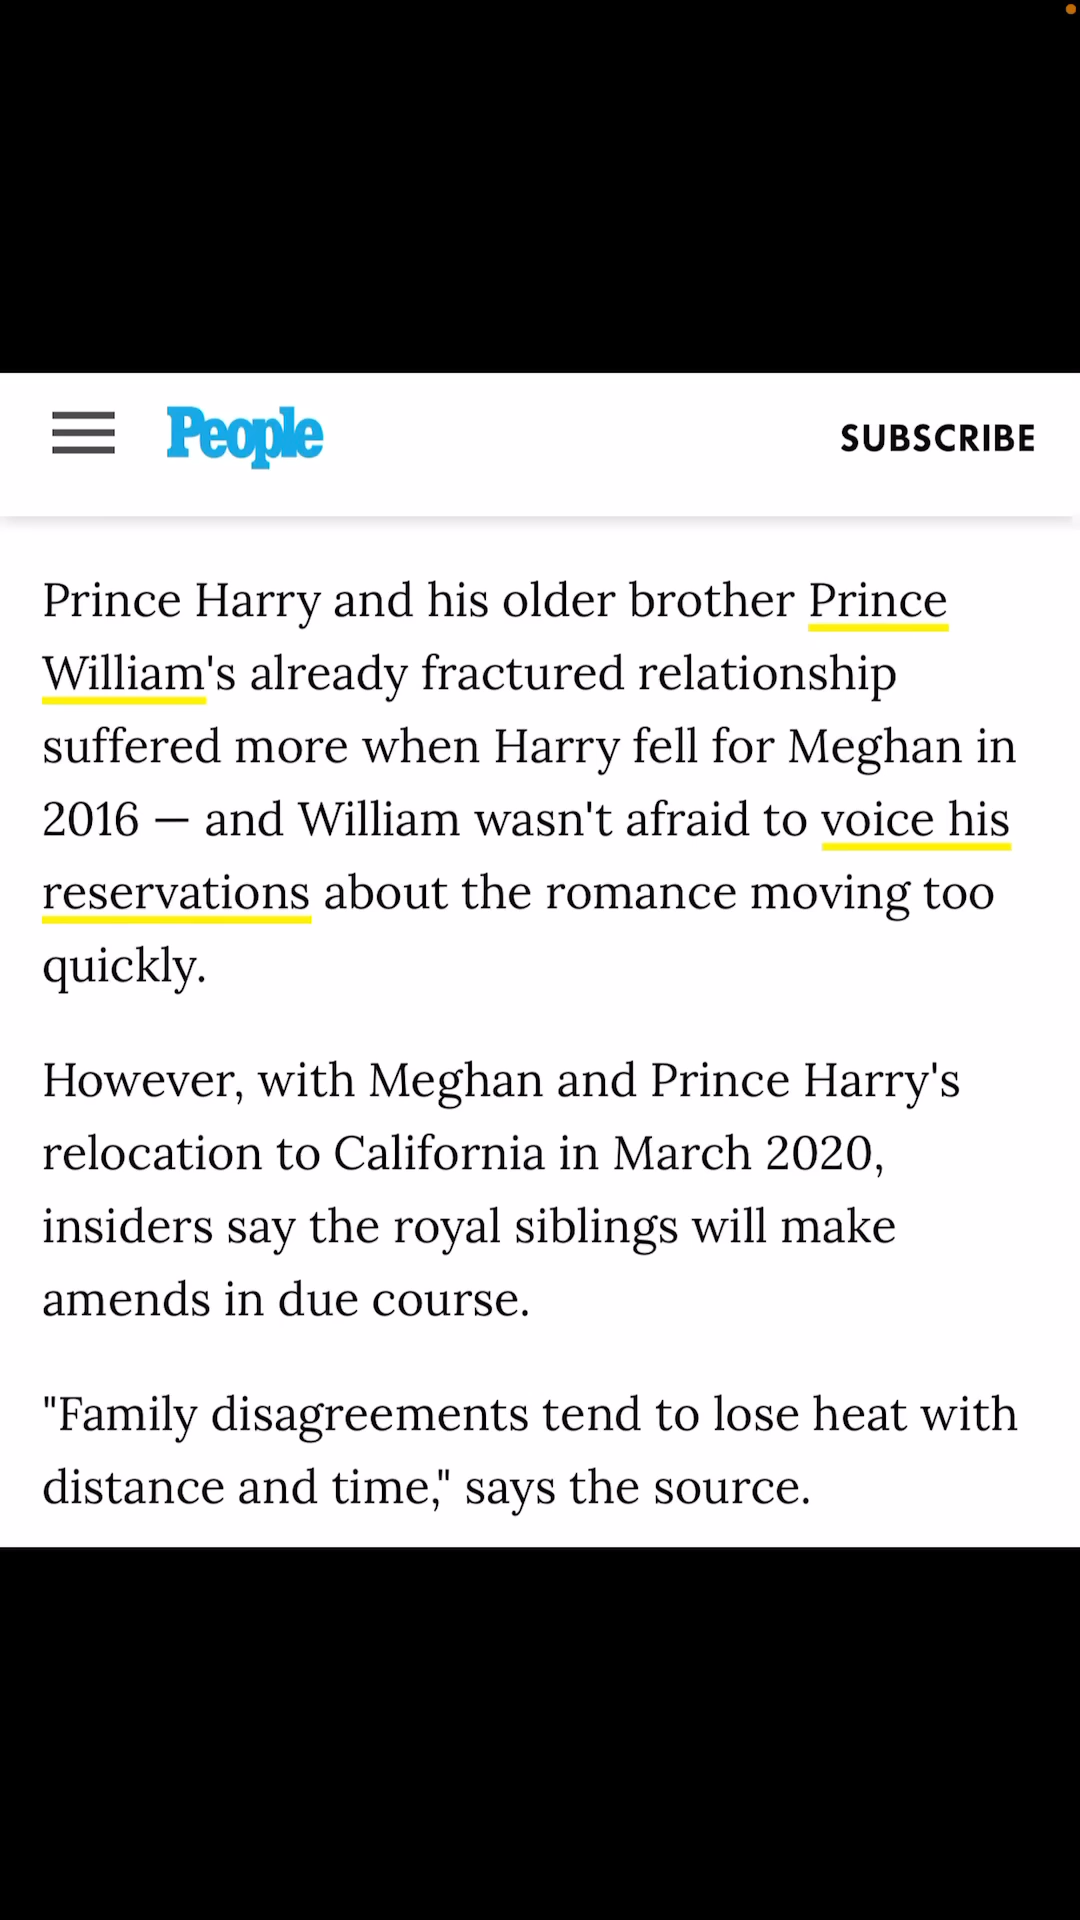 People
SUBSCRIBE
Prince Harry and his older brother Prince
William's already fractured relationship
suffered more when Harry fell for Meghan in
2016 — and William wasn't afraid to voice his
reservations about the romance moving too
quickly.
However, with Meghan and Prince Harry's
relocation to California in March 2020,
insiders say the royal siblings will make
amends in due course.
"Family disagreements tend to lose heat with
distance and time," says the source.